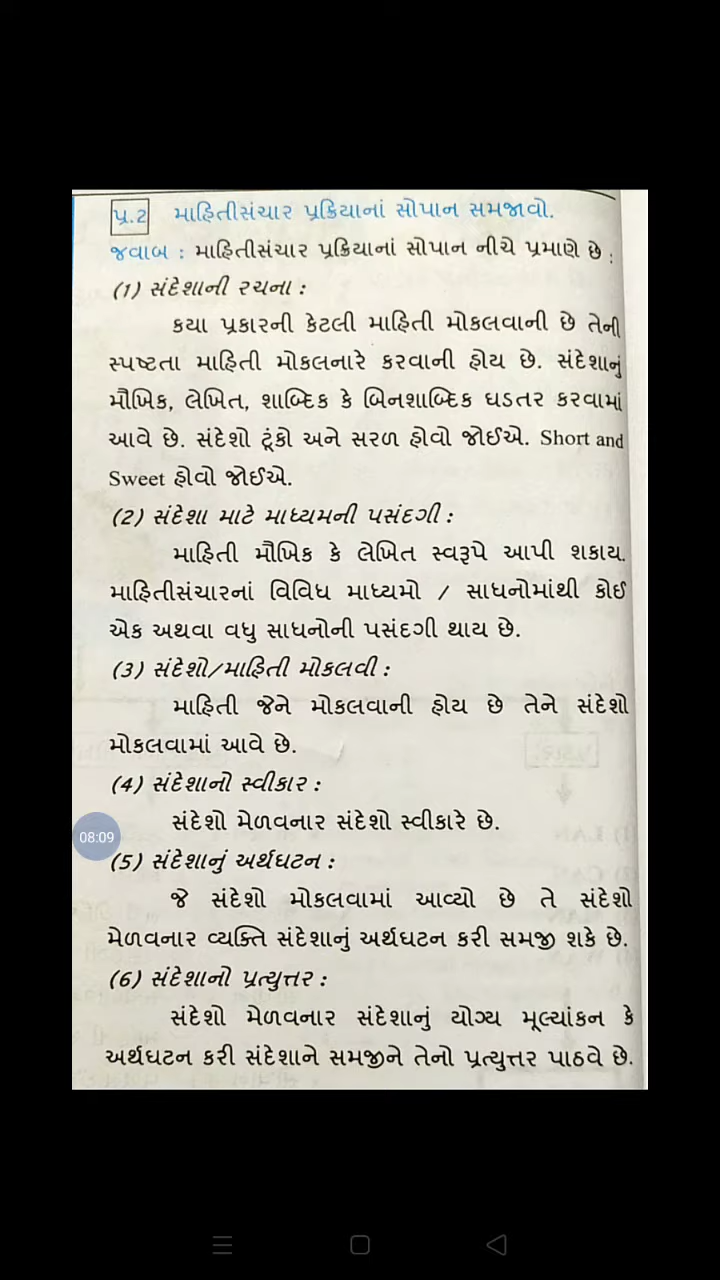 પ્ર.2 માહિતીસંચાર પ્રક્રિયાનાં સોપાન સમજાવો.
જવાબ : માહિતીસંચાર પ્રક્રિયાનાં સોપાન નીચે પ્રમાણે છે :
(1) સંદેશાની રચના :
કયા પ્રકારની કેટલી માહિતી મોકલવાની છે તેની
સ્પષ્ટતા માહિતી મોકલનારે કરવાની હોય છે. સંદેશાનું
મૌખિક, લેખિત, શાબ્દિક કે બિનશાબ્દિક ઘડતર કરવામાં
આવે છે. સંદેશો ટૂંકો અને સરળ હોવો જોઈએ. Short and
Sweet હોવો જોઈએ.
(2) સંદેશા માટે માધ્યમની પસંદગી :
માહિતી મૌખિક કે લેખિત સ્વરૂપે આપી શકાય.
માહિતીસંચારનાં વિવિધ માધ્યમો / સાધનોમાંથી કોઈ
એક અથવા વધુ સાધનોની પસંદગી થાય છે.
(3) સંદેશો/માહિતી મોકલવી :
માહિતી જેને મોકલવાની હોય છે તેને સંદેશો
મોકલવામાં આવે છે.
(4) સંદેશાનો સ્વીકાર :
સંદેશો મેળવનાર સંદેશો સ્વીકારે છે.
08:09
(5) સંદેશાનું અર્થઘટન :
જે સંદેશો મોકલવામાં આવ્યો છે તે સંદેશો
મેળવનાર વ્યક્તિ સંદેશાનું અર્થઘટન કરી સમજી શકે છે.
(6) સંદેશાનો પ્રત્યુત્તર :
સંદેશો મેળવનાર સંદેશાનું યોગ્ય મૂલ્યાંકન કે
અર્થઘટન કરી સંદેશાને સમજીને તેનો પ્રત્યુત્તર પાઠવે છે.